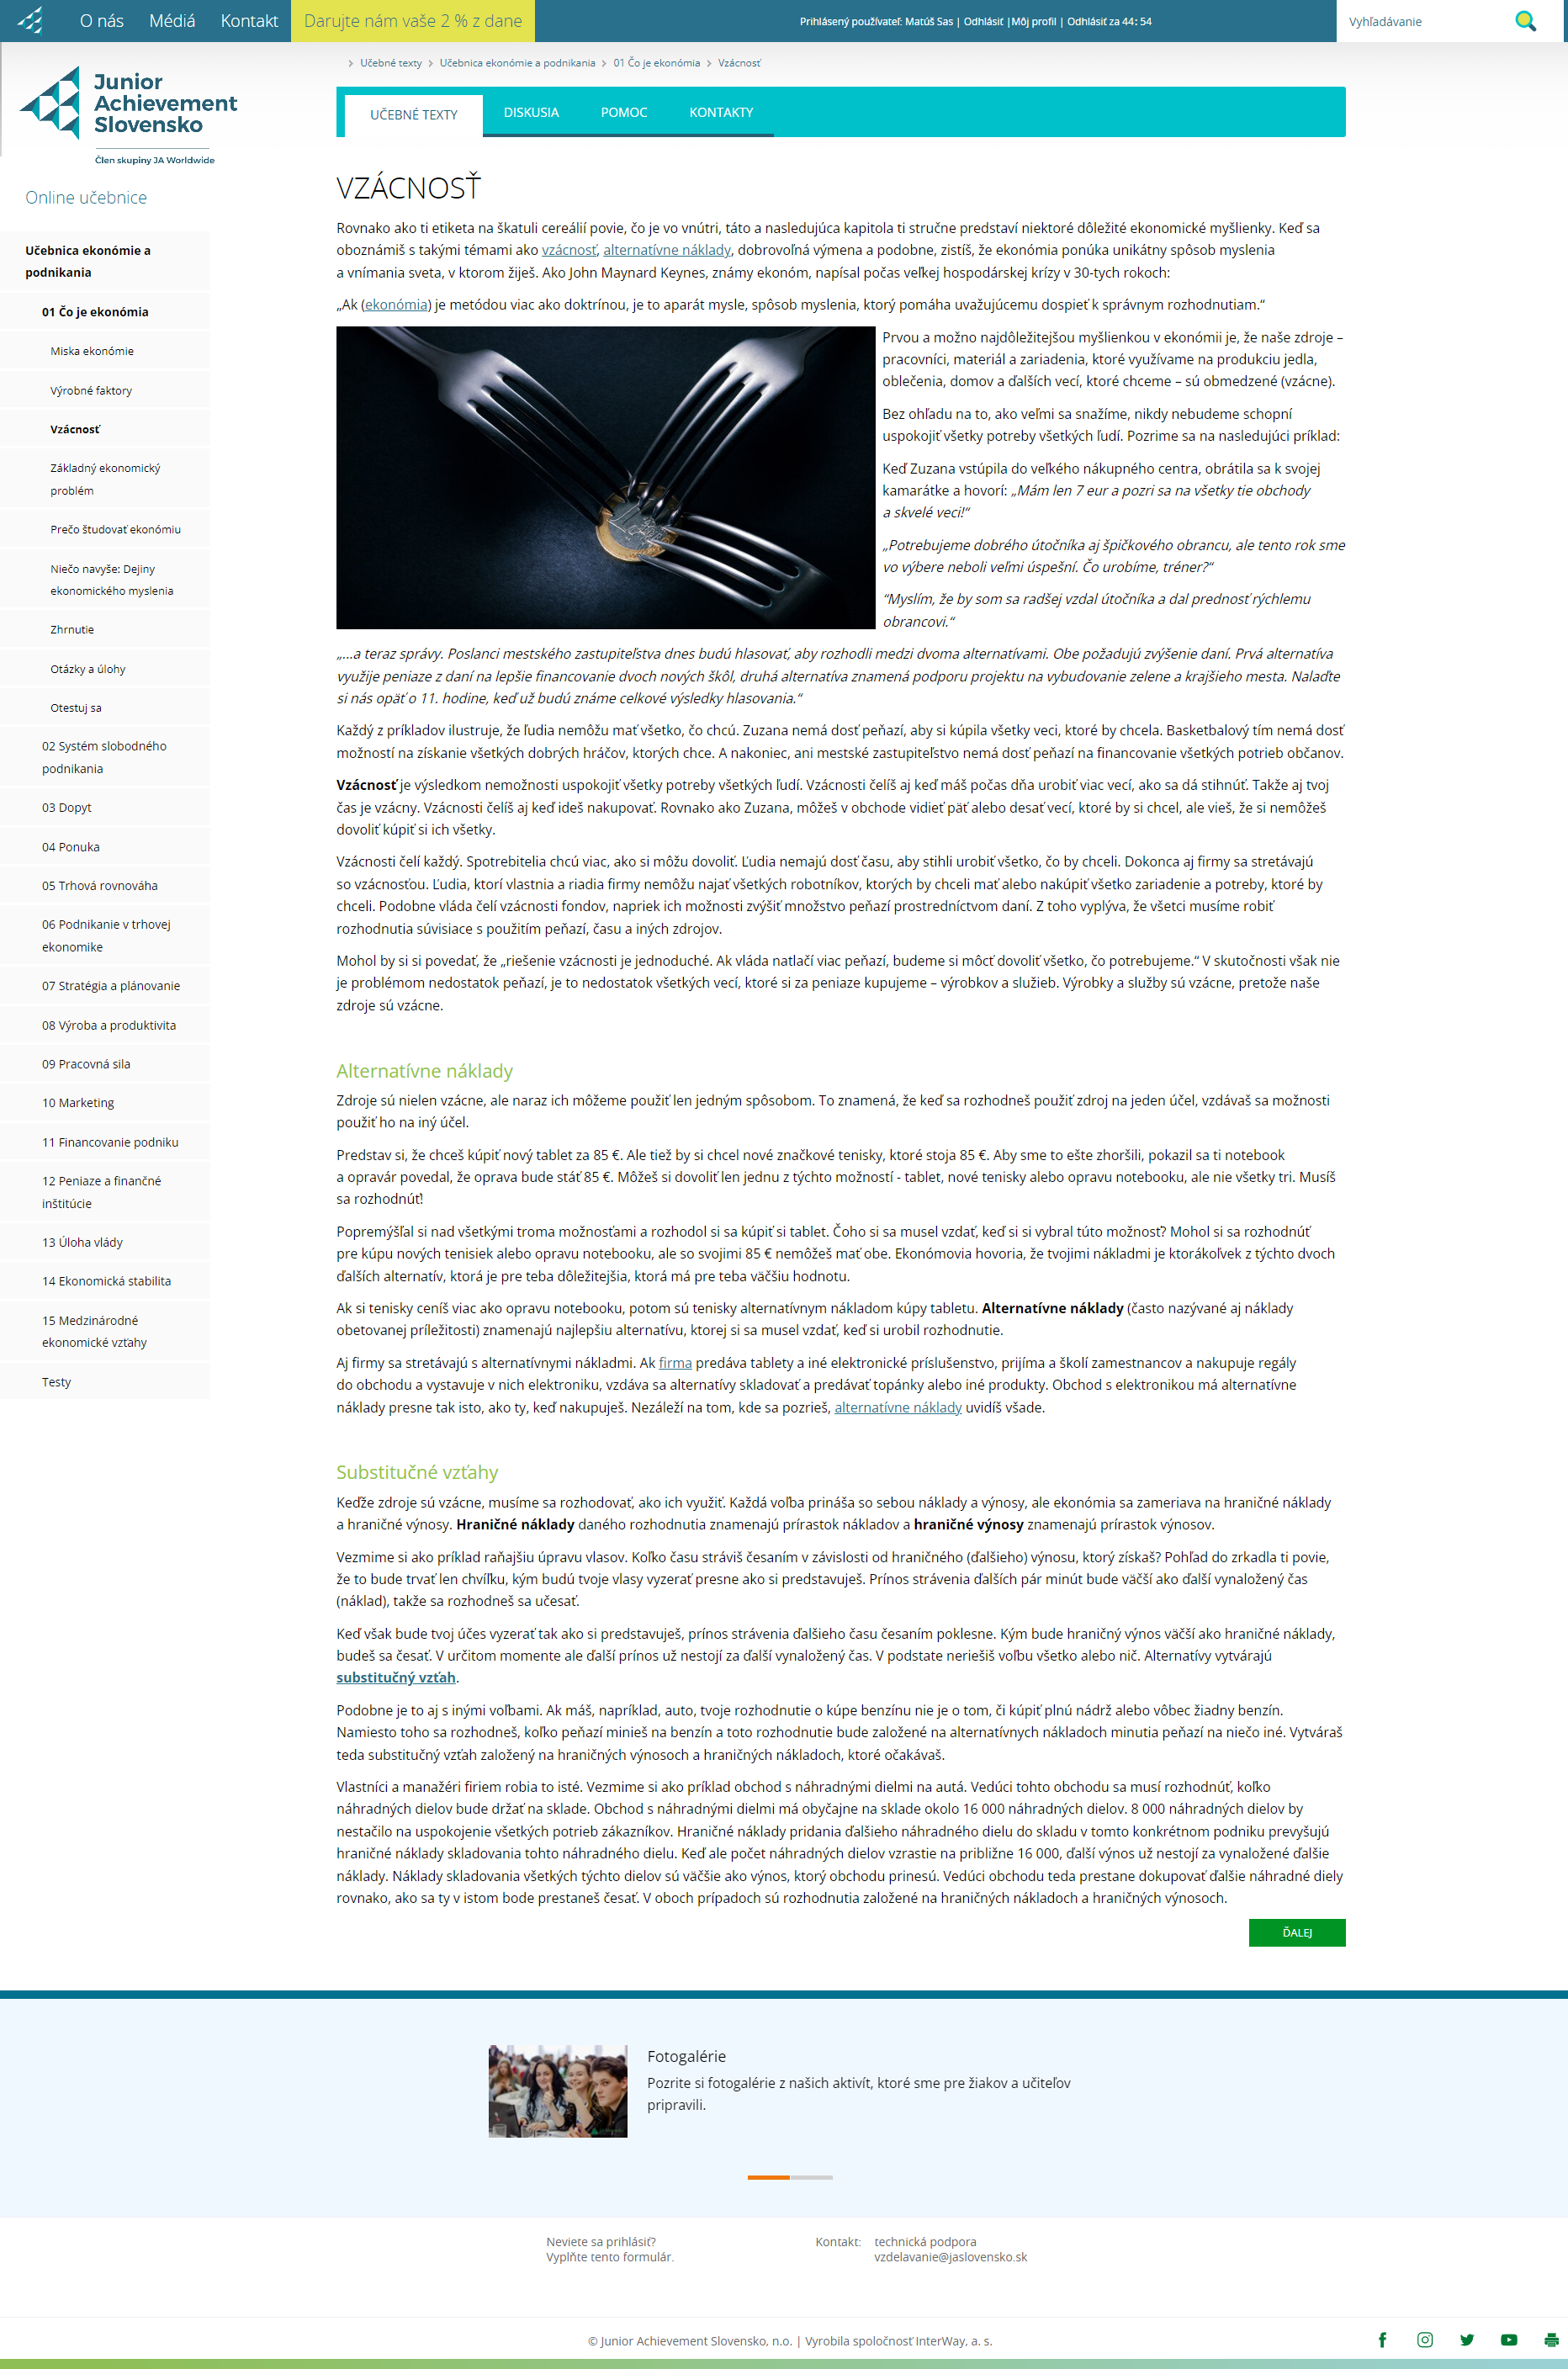 O nás Médiá Kontakt Darujte nám vaše 2 % z dane Prihlásený používateľ: Matúš Sas | Odhlásiť |Môj profil | Odhlásiť za 44: 54 Vyhľadávanie
Junior
Achievement
Slovensko
Člen skupiny JA Worldwide
Učebné texty Učebnica ekonómie a podnikania 01 Čo je ekonómia Vzácnosť
UČEBNÉ TEXTY DISKUSIA POMOC KONTAKTY
Online učebnice
Učebnica ekonómie a
podnikania
01 Čo je ekonómia
Miska ekonómie
Výrobné faktory
Vzácnosť
Základný ekonomický
problém
Prečo študovať ekonómiu
Niečo navyše: Dejiny
ekonomického myslenia
Zhrnutie
Otázky a úlohy
Otestuj sa
02 Systém slobodného
podnikania
03 Dopyt
04 Ponuka
05 Trhová rovnováha
06 Podnikanie v trhovej
ekonomike
07 Stratégia a plánovanie
08 Výroba a produktivita
09 Pracovná sila
10 Marketing
11 Financovanie podniku
12 Peniaze a finančné
inštitúcie
13 Úloha vlády
14 Ekonomická stabilita
15 Medzinárodné
ekonomické vzťahy
Testy
VZÁCNOSŤ
Rovnako ako ti etiketa na škatuli cereálií povie, čo je vo vnútri, táto a nasledujúca kapitola ti stručne predstaví niektoré dôležité ekonomické myšlienky. Keď sa
oboznámiš s takými témami ako vzácnosť, alternatívne náklady, dobrovoľná výmena a podobne, zistíš, že ekonómia ponúka unikátny spôsob myslenia
a vnímania sveta, v ktorom žiješ. Ako John Maynard Keynes, známy ekonóm, napísal počas veľkej hospodárskej krízy v 30-tych rokoch:
„Ak (ekonómia) je metódou viac ako doktrínou, je to aparát mysle, spôsob myslenia, ktorý pomáha uvažujúcemu dospieť k správnym rozhodnutiam.“
Prvou a možno najdôležitejšou myšlienkou v ekonómii je, že naše zdroje –
pracovníci, materiál a zariadenia, ktoré využívame na produkciu jedla,
oblečenia, domov a ďalších vecí, ktoré chceme – sú obmedzené (vzácne).
Bez ohľadu na to, ako veľmi sa snažíme, nikdy nebudeme schopní
uspokojiť všetky potreby všetkých ľudí. Pozrime sa na nasledujúci príklad:
Keď Zuzana vstúpila do veľkého nákupného centra, obrátila sa k svojej
kamarátke a hovorí: „Mám len 7 eur a pozri sa na všetky tie obchody
a skvelé veci!“
„Potrebujeme dobrého útočníka aj špičkového obrancu, ale tento rok sme
vo výbere neboli veľmi úspešní. Čo urobíme, tréner?“
“Myslím, že by som sa radšej vzdal útočníka a dal prednosť rýchlemu
obrancovi.“
„...a teraz správy. Poslanci mestského zastupiteľstva dnes budú hlasovať, aby rozhodli medzi dvoma alternatívami. Obe požadujú zvýšenie daní. Prvá alternatíva
využije peniaze z daní na lepšie financovanie dvoch nových škôl, druhá alternatíva znamená podporu projektu na vybudovanie zelene a krajšieho mesta. Nalaďte
si nás opäť o 11. hodine, keď už budú známe celkové výsledky hlasovania.“
Každý z príkladov ilustruje, že ľudia nemôžu mať všetko, čo chcú. Zuzana nemá dosť peňazí, aby si kúpila všetky veci, ktoré by chcela. Basketbalový tím nemá dosť
možností na získanie všetkých dobrých hráčov, ktorých chce. A nakoniec, ani mestské zastupiteľstvo nemá dosť peňazí na financovanie všetkých potrieb občanov.
Vzácnosť je výsledkom nemožnosti uspokojiť všetky potreby všetkých ľudí. Vzácnosti čelíš aj keď máš počas dňa urobiť viac vecí, ako sa dá stihnúť. Takže aj tvoj
čas je vzácny. Vzácnosti čelíš aj keď ideš nakupovať. Rovnako ako Zuzana, môžeš v obchode vidieť päť alebo desať vecí, ktoré by si chcel, ale vieš, že si nemôžeš
dovoliť kúpiť si ich všetky.
Vzácnosti čelí každý. Spotrebitelia chcú viac, ako si môžu dovoliť. Ľudia nemajú dosť času, aby stihli urobiť všetko, čo by chceli. Dokonca aj firmy sa stretávajú
so vzácnosťou. Ľudia, ktorí vlastnia a riadia firmy nemôžu najať všetkých robotníkov, ktorých by chceli mať alebo nakúpiť všetko zariadenie a potreby, ktoré by
chceli. Podobne vláda čelí vzácnosti fondov, napriek ich možnosti zvýšiť množstvo peňazí prostredníctvom daní. Z toho vyplýva, že všetci musíme robiť
rozhodnutia súvisiace s použitím peňazí, času a iných zdrojov.
Mohol by si si povedať, že „riešenie vzácnosti je jednoduché. Ak vláda natlačí viac peňazí, budeme si môcť dovoliť všetko, čo potrebujeme.“ V skutočnosti však nie
je problémom nedostatok peňazí, je to nedostatok všetkých vecí, ktoré si za peniaze kupujeme – výrobkov a služieb. Výrobky a služby sú vzácne, pretože naše
zdroje sú vzácne.
Alternatívne náklady
Zdroje sú nielen vzácne, ale naraz ich môžeme použiť len jedným spôsobom. To znamená, že keď sa rozhodneš použiť zdroj na jeden účel, vzdávaš sa možnosti
použiť ho na iný účel.
Predstav si, že chceš kúpiť nový tablet za 85 €. Ale tiež by si chcel nové značkové tenisky, ktoré stoja 85 €. Aby sme to ešte zhoršili, pokazil sa ti notebook
a opravár povedal, že oprava bude stáť 85 €. Môžeš si dovoliť len jednu z týchto možností - tablet, nové tenisky alebo opravu notebooku, ale nie všetky tri. Musíš
sa rozhodnúť!
Popremýšľal si nad všetkými troma možnosťami a rozhodol si sa kúpiť si tablet. Čoho si sa musel vzdať, keď si si vybral túto možnosť? Mohol si sa rozhodnúť
pre kúpu nových tenisiek alebo opravu notebooku, ale so svojimi 85 € nemôžeš mať obe. Ekonómovia hovoria, že tvojimi nákladmi je ktorákoľvek z týchto dvoch
ďalších alternatív, ktorá je pre teba dôležitejšia, ktorá má pre teba väčšiu hodnotu.
Ak si tenisky ceníš viac ako opravu notebooku, potom sú tenisky alternatívnym nákladom kúpy tabletu. Alternatívne náklady (často nazývané aj náklady
obetovanej príležitosti) znamenajú najlepšiu alternatívu, ktorej si sa musel vzdať, keď si urobil rozhodnutie.
Aj firmy sa stretávajú s alternatívnymi nákladmi. Ak firma predáva tablety a iné elektronické príslušenstvo, prijíma a školí zamestnancov a nakupuje regály
do obchodu a vystavuje v nich elektroniku, vzdáva sa alternatívy skladovať a predávať topánky alebo iné produkty. Obchod s elektronikou má alternatívne
náklady presne tak isto, ako ty, keď nakupuješ. Nezáleží na tom, kde sa pozrieš, alternatívne náklady uvidíš všade.
Substitučné vzťahy
Keďže zdroje sú vzácne, musíme sa rozhodovať, ako ich využiť. Každá voľba prináša so sebou náklady a výnosy, ale ekonómia sa zameriava na hraničné náklady
a hraničné výnosy. Hraničné náklady daného rozhodnutia znamenajú prírastok nákladov a hraničné výnosy znamenajú prírastok výnosov.
Vezmime si ako príklad raňajšiu úpravu vlasov. Koľko času stráviš česaním v závislosti od hraničného (ďalšieho) výnosu, ktorý získaš? Pohľad do zrkadla ti povie,
že to bude trvať len chvíľku, kým budú tvoje vlasy vyzerať presne ako si predstavuješ. Prínos strávenia ďalších pár minút bude väčší ako ďalší vynaložený čas
(náklad), takže sa rozhodneš sa učesať.
Keď však bude tvoj účes vyzerať tak ako si predstavuješ, prínos strávenia ďalšieho času česaním poklesne. Kým bude hraničný výnos väčší ako hraničné náklady,
budeš sa česať. V určitom momente ale ďalší prínos už nestojí za ďalší vynaložený čas. V podstate neriešiš voľbu všetko alebo nič. Alternatívy vytvárajú
substitučný vzťah.
Podobne je to aj s inými voľbami. Ak máš, napríklad, auto, tvoje rozhodnutie o kúpe benzínu nie je o tom, či kúpiť plnú nádrž alebo vôbec žiadny benzín.
Namiesto toho sa rozhodneš, koľko peňazí minieš na benzín a toto rozhodnutie bude založené na alternatívnych nákladoch minutia peňazí na niečo iné. Vytváraš
teda substitučný vzťah založený na hraničných výnosoch a hraničných nákladoch, ktoré očakávaš.
Vlastníci a manažéri firiem robia to isté. Vezmime si ako príklad obchod s náhradnými dielmi na autá. Vedúci tohto obchodu sa musí rozhodnúť, koľko
náhradných dielov bude držať na sklade. Obchod s náhradnými dielmi má obyčajne na sklade okolo 16 000 náhradných dielov. 8 000 náhradných dielov by
nestačilo na uspokojenie všetkých potrieb zákazníkov. Hraničné náklady pridania ďalšieho náhradného dielu do skladu v tomto konkrétnom podniku prevyšujú
hraničné náklady skladovania tohto náhradného dielu. Keď ale počet náhradných dielov vzrastie na približne 16 000, ďalší výnos už nestojí za vynaložené ďalšie
náklady. Náklady skladovania všetkých týchto dielov sú väčšie ako výnos, ktorý obchodu prinesú. Vedúci obchodu teda prestane dokupovať ďalšie náhradné diely
rovnako, ako sa ty v istom bode prestaneš česať. V oboch prípadoch sú rozhodnutia založené na hraničných nákladoch a hraničných výnosoch.
ĎALEJ
Fotogalérie
Pozrite si fotogalérie z našich aktivít, ktoré sme pre žiakov a učiteľov
pripravili.
Neviete sa prihlásiť? Kontakt: technická podpora
Vyplňte tento formulár. vzdelavanie@jaslovensko.sk
© Junior Achievement Slovensko, n.o. | Vyrobila spoločnosť InterWay, a. s.